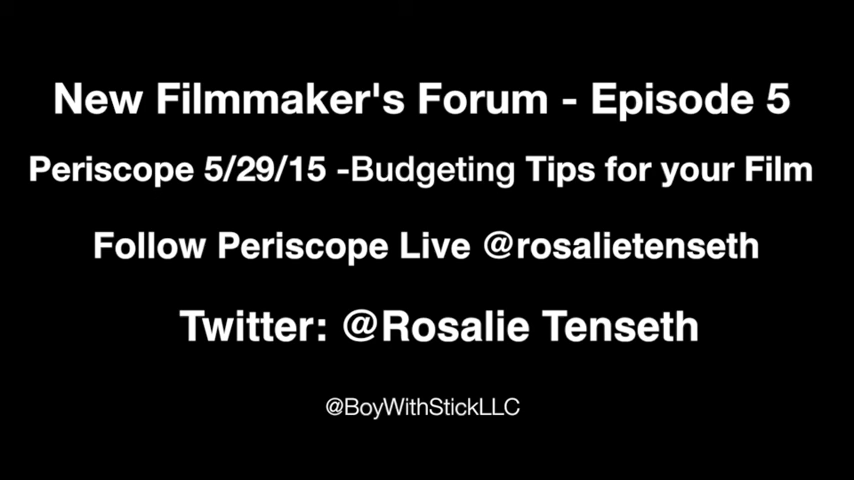 New Filmmaker's Forum - Episode 5
Periscope 5/29/15 -Budgeting Tips for your Film
Follow Periscope Live @rosalietenseth
Twitter: @Rosalie Tenseth
@BoyWithStickLLC